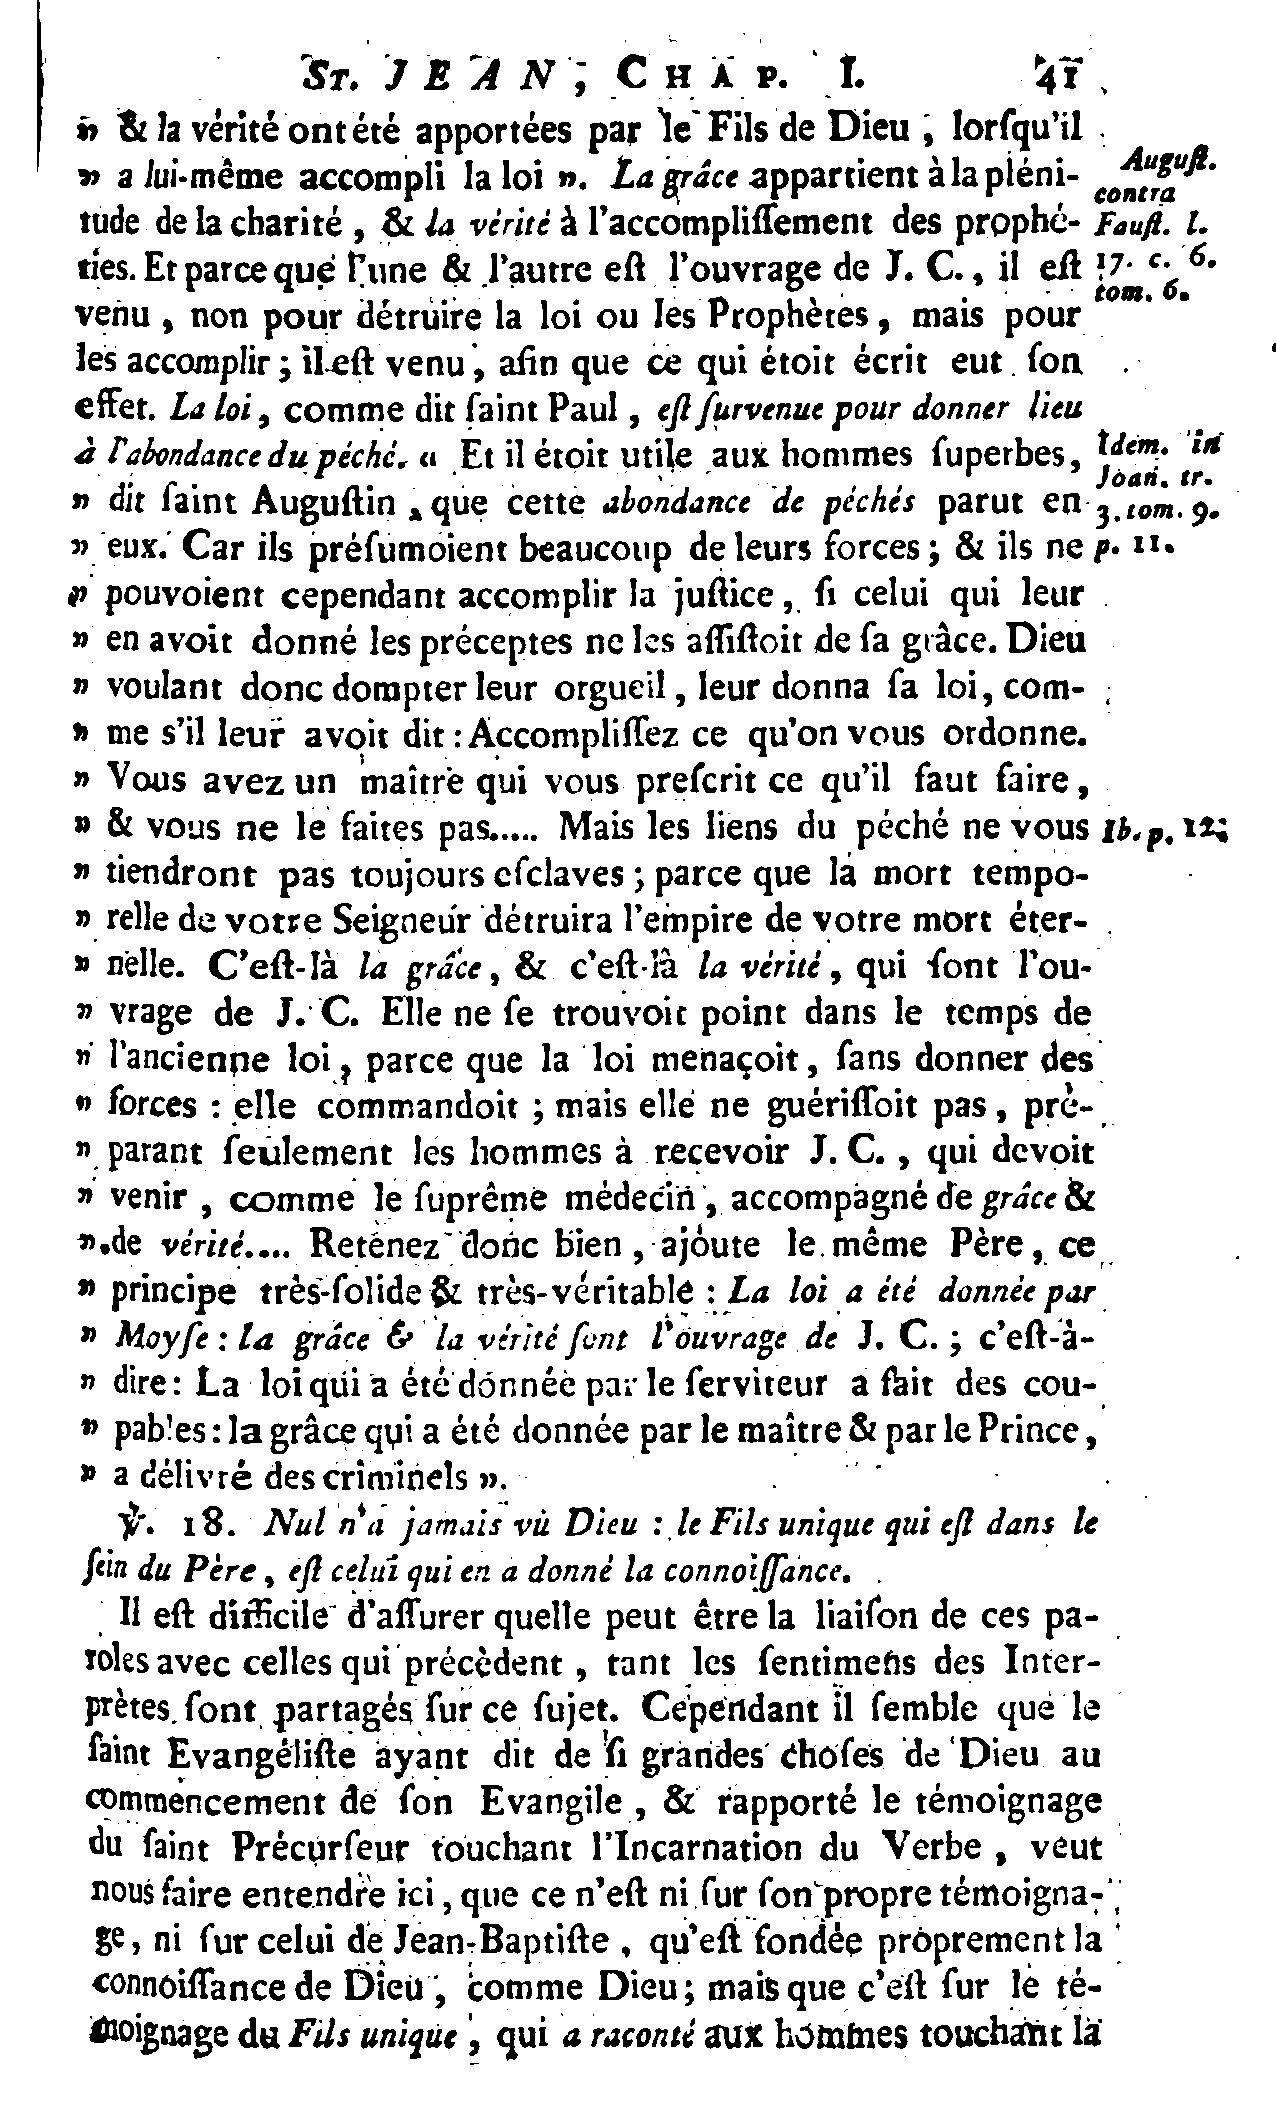 ST. JEAN, CHAP. I. 41
» & la vérité ont été apportées par le Fils de Dieu, lorſqu'il
» a lui-même accompli la loi ». La grâce appartient à la pléni-
tude de la charité, & la vérité à l'accompliſſement des prophé-
ties. Et parce que l'une & l'autre eſt l'ouvrage de J. C., il eſt
venu, non pour détruire la loi ou les Prophètes, mais pour
les accomplir; il eſt venu, afin que ce qui étoit écrit eut ſon
effet. La loi, comme dit ſaint Paul, eſt ſurvenue pour donner lieu
à l'abondance du péché. « Et il étoit utile aux hommes ſuperbes,
» dit ſaint Auguſtin, que cette abondance de péchés parut en
» eux. Car ils préſumoient beaucoup de leurs forces; & ils ne
» pouvoient cependant accomplir la juſtice, ſi celui qui leur
» en avoit donné les préceptes ne les aſſiſtoit de ſa grâce. Dieu
» voulant donc dompter leur orgueil, leur donna ſa loi, com-
» me s'il leur avoit dit: Accompliſſez ce qu'on vous ordonne.
» Vous avez un maître qui vous preſcrit ce qu'il faut faire,
» & vous ne le faites pas..... Mais les liens du péché ne vous
» tiendront pas toujours eſclaves; parce que la mort tempo-
» relle de votre Seigneur détruira l'empire de votre mort éter-
» nelle. C'eſt-là la grâce, & c'eſt-là la vérité, qui ſont l'ou-
» vrage de J. C. Elle ne ſe trouvoit point dans le temps de
» l'ancienne loi, parce que la loi menaçoit, ſans donner des
» forces: elle commandoit; mais elle ne guériſſoit pas, pré-
» parant ſeulement les hommes à recevoir J. C., qui devoit
» venir, comme le ſuprême médecin, accompagné de grâce &
» de vérité.... Retenez donc bien, ajoute le même Père, ce
» principe très-ſolide & très-véritable: La loi a été donnée par
» Moyſe: la grâce & la vérité ſont l'ouvrage de J. C.; c'eſt-à-
» dire: La loi qui a été donnée par le ſerviteur a fait des cou-
» pables: la grâce qui a été donnée par le maître & par le Prince,
» a délivré des criminels ».
℣. 18. Nul n'a jamais vû Dieu: le Fils unique qui eſt dans le
ſein du Père, eſt celui qui en a donné la connoiſſance.
Il eſt difficile d'aſſurer quelle peut être la liaiſon de ces pa-
roles avec celles qui précèdent, tant les ſentimens des Inter-
prètes ſont partagés ſur ce ſujet. Cependant il ſemble que le
ſaint Evangéliſte ayant dit de ſi grandes choſes de Dieu au
commencement de ſon Evangile, & rapporté le témoignage
du ſaint Précurſeur touchant l'Incarnation du Verbe, veut
nous faire entendre ici, que ce n'eſt ni ſur ſon propre témoigna-
ge, ni ſur celui de Jean-Baptiſte, qu'eſt fondée proprement la
connoiſſance de Dieu, comme Dieu; mais que c'eſt ſur le té-
moignage du Fils unique, qui a raconté aux hommes touchant la
Auguſt.
contra
Fauſt. l.
17. c. 6.
tom. 6.
Idem. in
Joan. tr.
3. tom. 9.
p. 11.
Ib. p. 12.